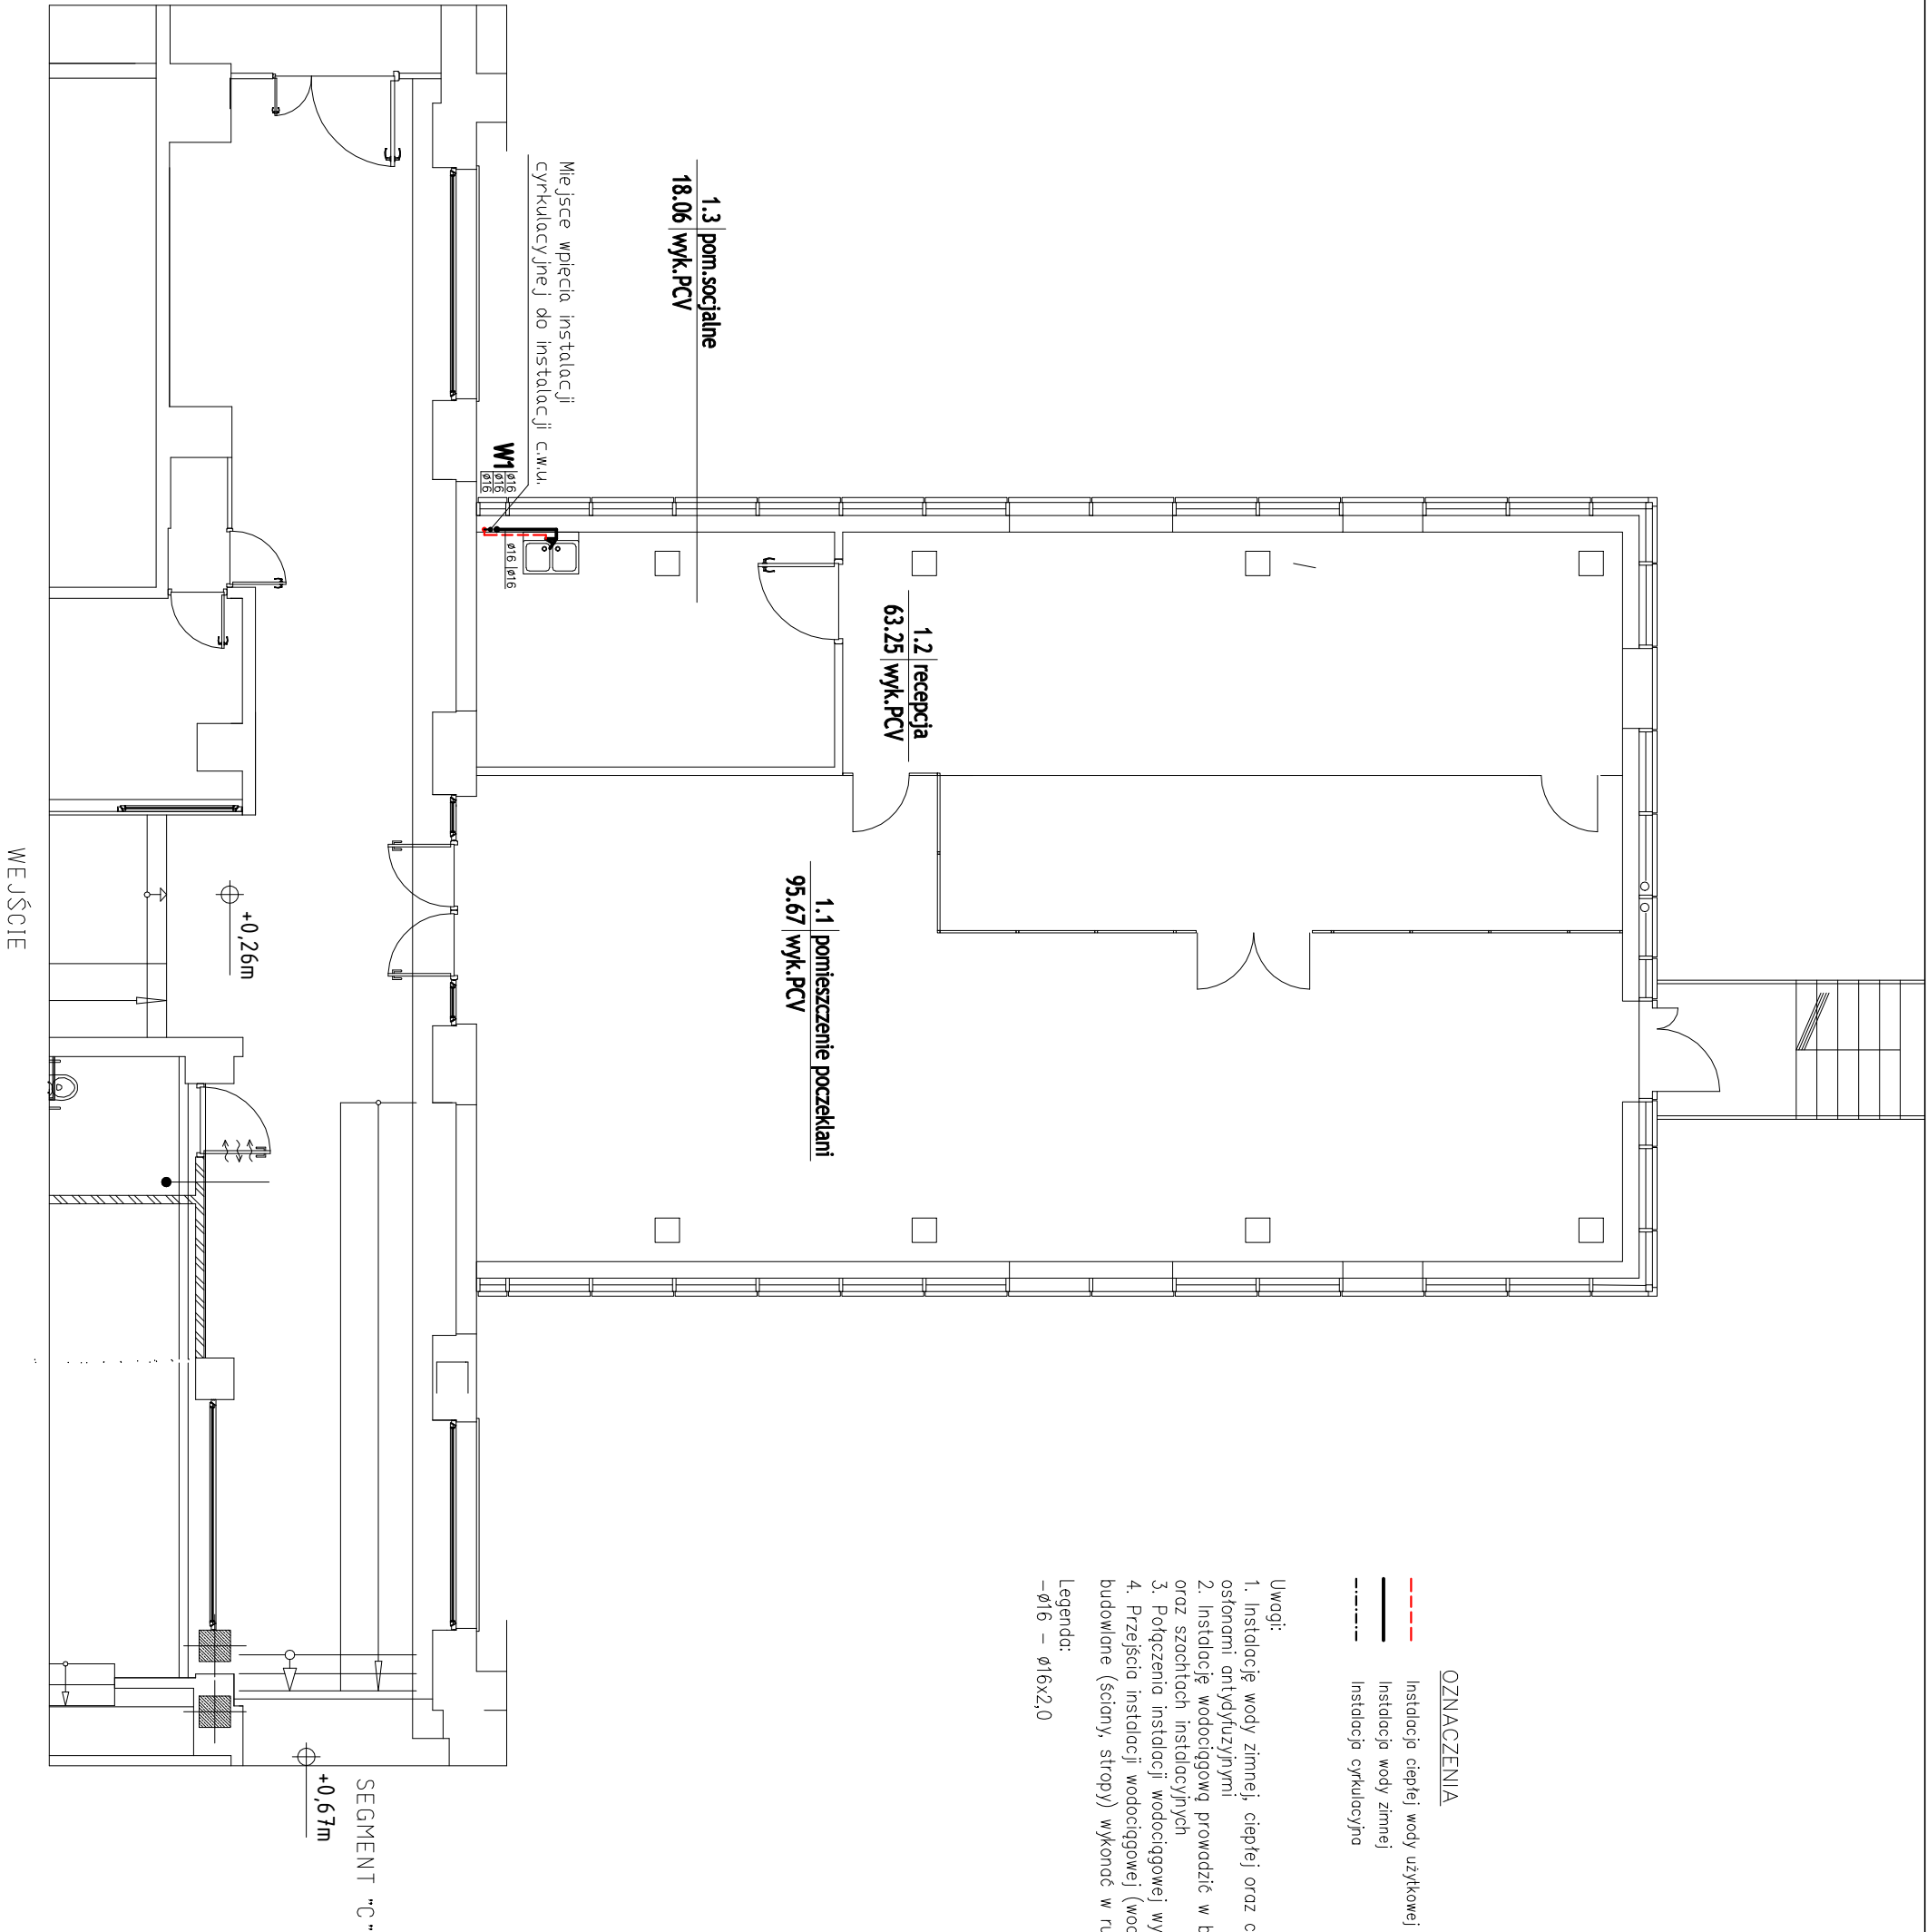 OZNACZENIA
Instalacja ciepłej wody użytkowej
Instalacja wody zimnej
Instalacja cyrkulacyjna
Uwagi:
1. Instalację wody zimnej, ciepłej oraz c
osłonami antydyfuzyjnymi
2. Instalację wodociągową prowadzić w b
oraz szachtach instalacyjnych
3. Połączenia instalacji wodociągowej wy
4. Przejścia instalacji wodociągowej (wod
budowlane (ściany, stropy) wykonać w ru
Legenda:
-ø16 - ø16x2,0
1.2 recepcja
63.25 wyk.PCV
1.1 pomieszczenie poczeklani
95.67 wyk.PCV
1.3 pom.socjalne
18.06 wyk.PCV
Miejsce wpięcia instalacji
cyrkulacyjnej do instalacji c.w.u.
W1
ø16
ø16
ø16
ø16 ø16
+0,26m
SEGMENT "C"
+0,67m
WEJŚCIE